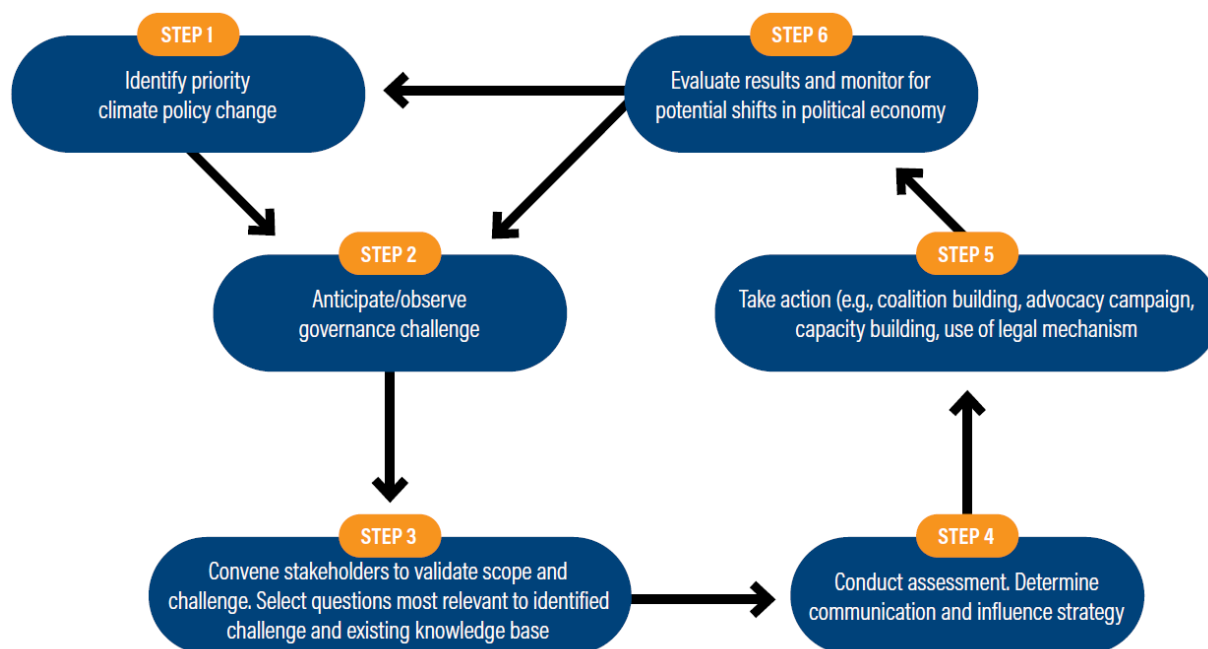 STEP 1
Identify priority
climate policy change
STEP 6
Evaluate results and monitor for
potential shifts in political economy
STEP 2
Anticipate/observe
governance challenge
STEP 5
Take action (e.g., coalition building, advocacy campaign,
capacity building, use of legal mechanism
STEP 3
Convene stakeholders to validate scope and
challenge. Select questions most relevant to identified
challenge and existing knowledge base
STEP 4
Conduct assessment. Determine
communication and influence strategy